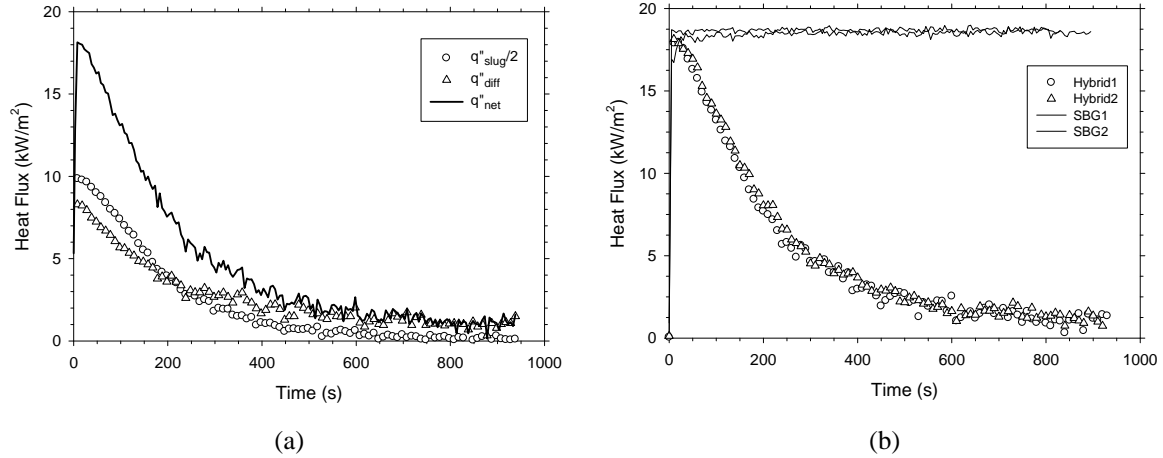 20
15
10
5
0
Heat Flux (kW/m²)
q"slug/2
q"diff
q"net
0 200 400 600 800 1000
Time (s)
(a)
20
15
10
5
0
Heat Flux (kW/m²)
Hybrid1
Hybrid2
SBG1
SBG2
0 200 400 600 800 1000
Time (s)
(b)